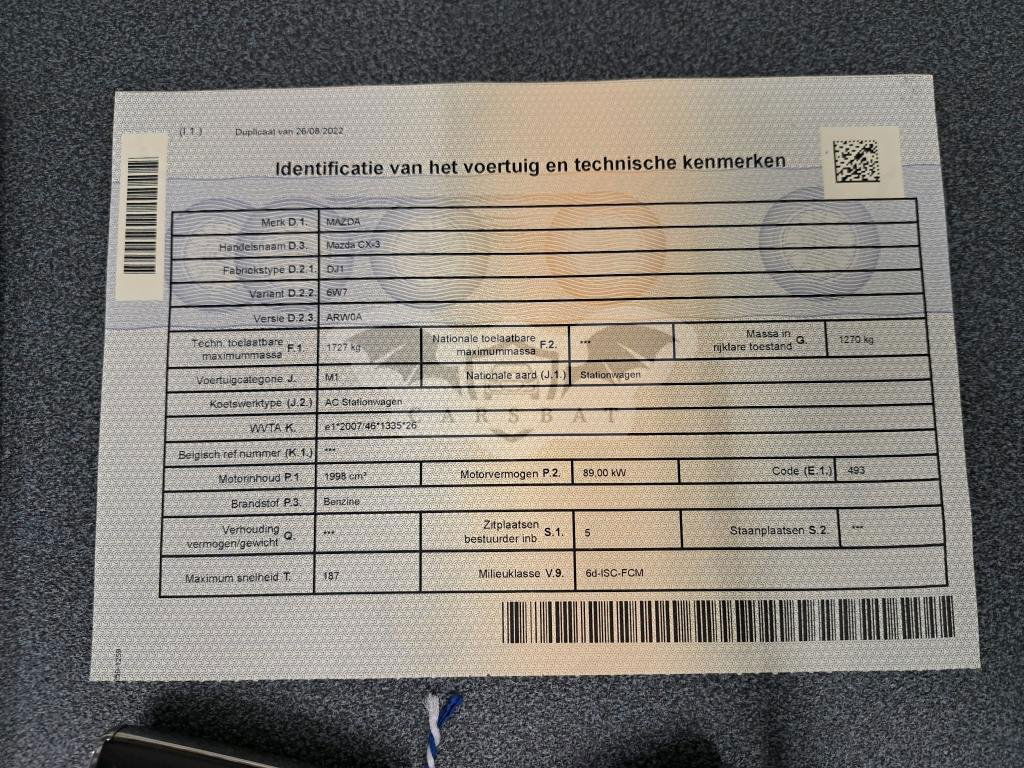 (I.1.) Duplicaat van 26/08/2022
Identificatie van het voertuig en technische kenmerken
Merk D.1. MAZDA
Handelsnaam D.3. Mazda CX-3
Fabriekstype D.2.1. DJ1
Variant D.2.2. 6W7
Versie D.2.3. ARW0A
Techn. toelaatbare maximummassa F.1. 1727 kg Nationale toelaatbare maximummassa F.2. *** Massa in rijklare toestand G. 1270 kg
Voertuigcategorie J. M1 Nationale aard (J.1.) Stationwagen
Koetswerktype (J.2.) AC Stationwagen
CARSBAT
WVTA K. e1*2007/46*1335*26
Belgisch ref nummer (K.1.) ***
Motorinhoud P.1. 1998 cm³ Motorvermogen P.2. 89,00 kW Code (E.1.) 493
Brandstof P.3. Benzine
Verhouding vermogen/gewicht Q. *** Zitplaatsen bestuurder inb. S.1. 5 Staanplaatsen S.2. ***
Maximum snelheid T. 187 Milieuklasse V.9. 6d-ISC-FCM